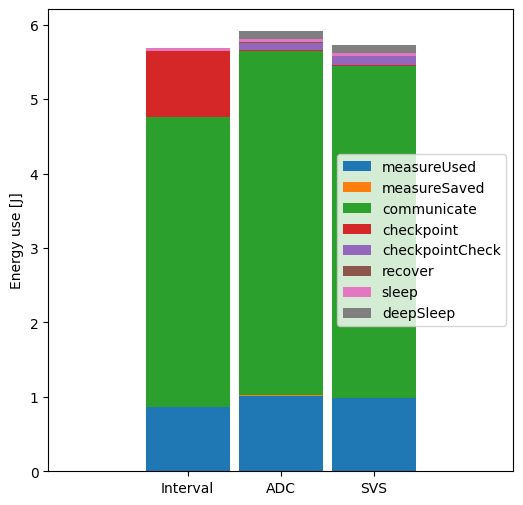 6
5
4
3
2
1
0
Energy use [J]
measureUsed
measureSaved
communicate
checkpoint
checkpointCheck
recover
sleep
deepSleep
Interval ADC SVS